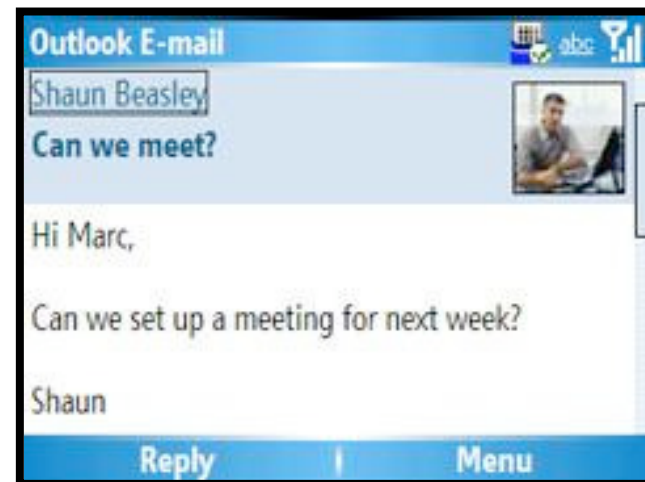 Outlook E-mail abc
Shaun Beasley
Can we meet?
Hi Marc,
Can we set up a meeting for next week?
Shaun
Reply Menu